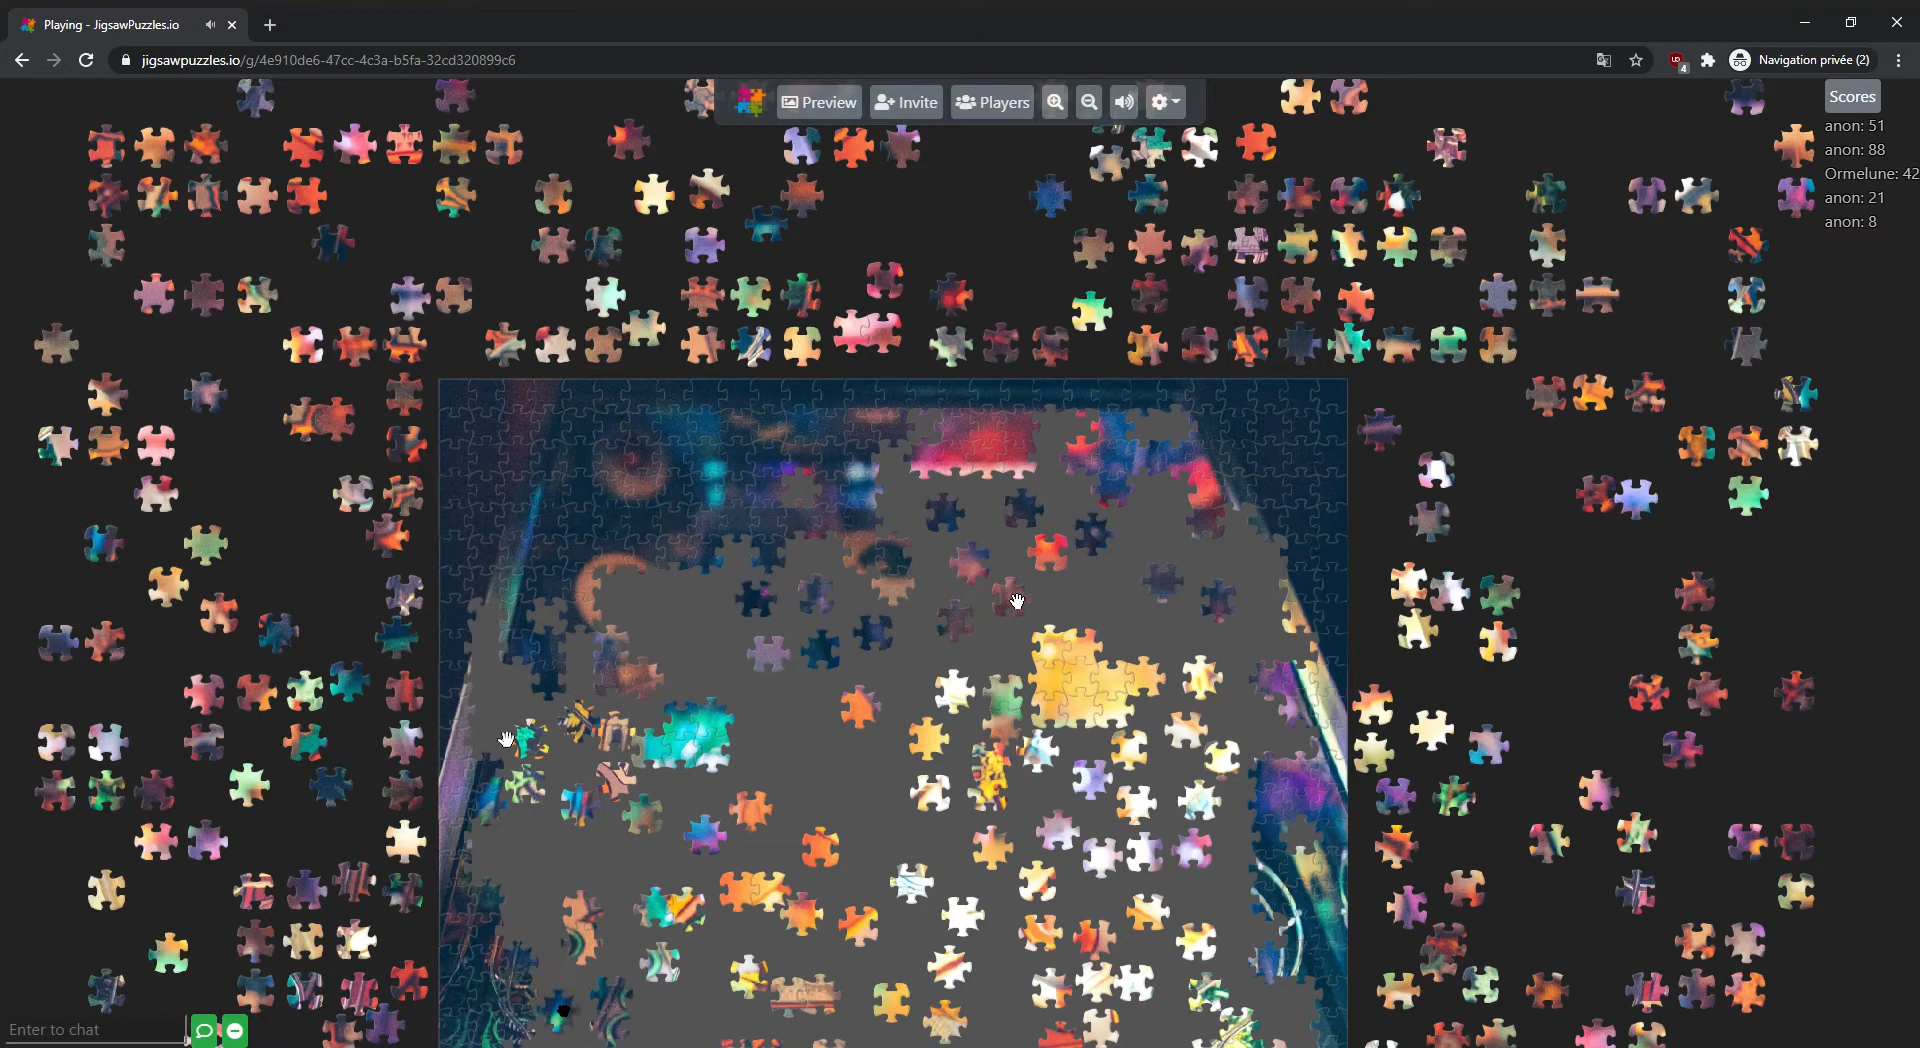 Playing - JigsawPuzzles.io
jigsawpuzzles.io/g/4e910de6-47cc-4c3a-b5fa-32cd320899c6
4
Navigation privée (2)
Preview
Invite
Players
Scores
anon: 51
anon: 88
Ormelune: 42
anon: 21
anon: 8
Enter to chat